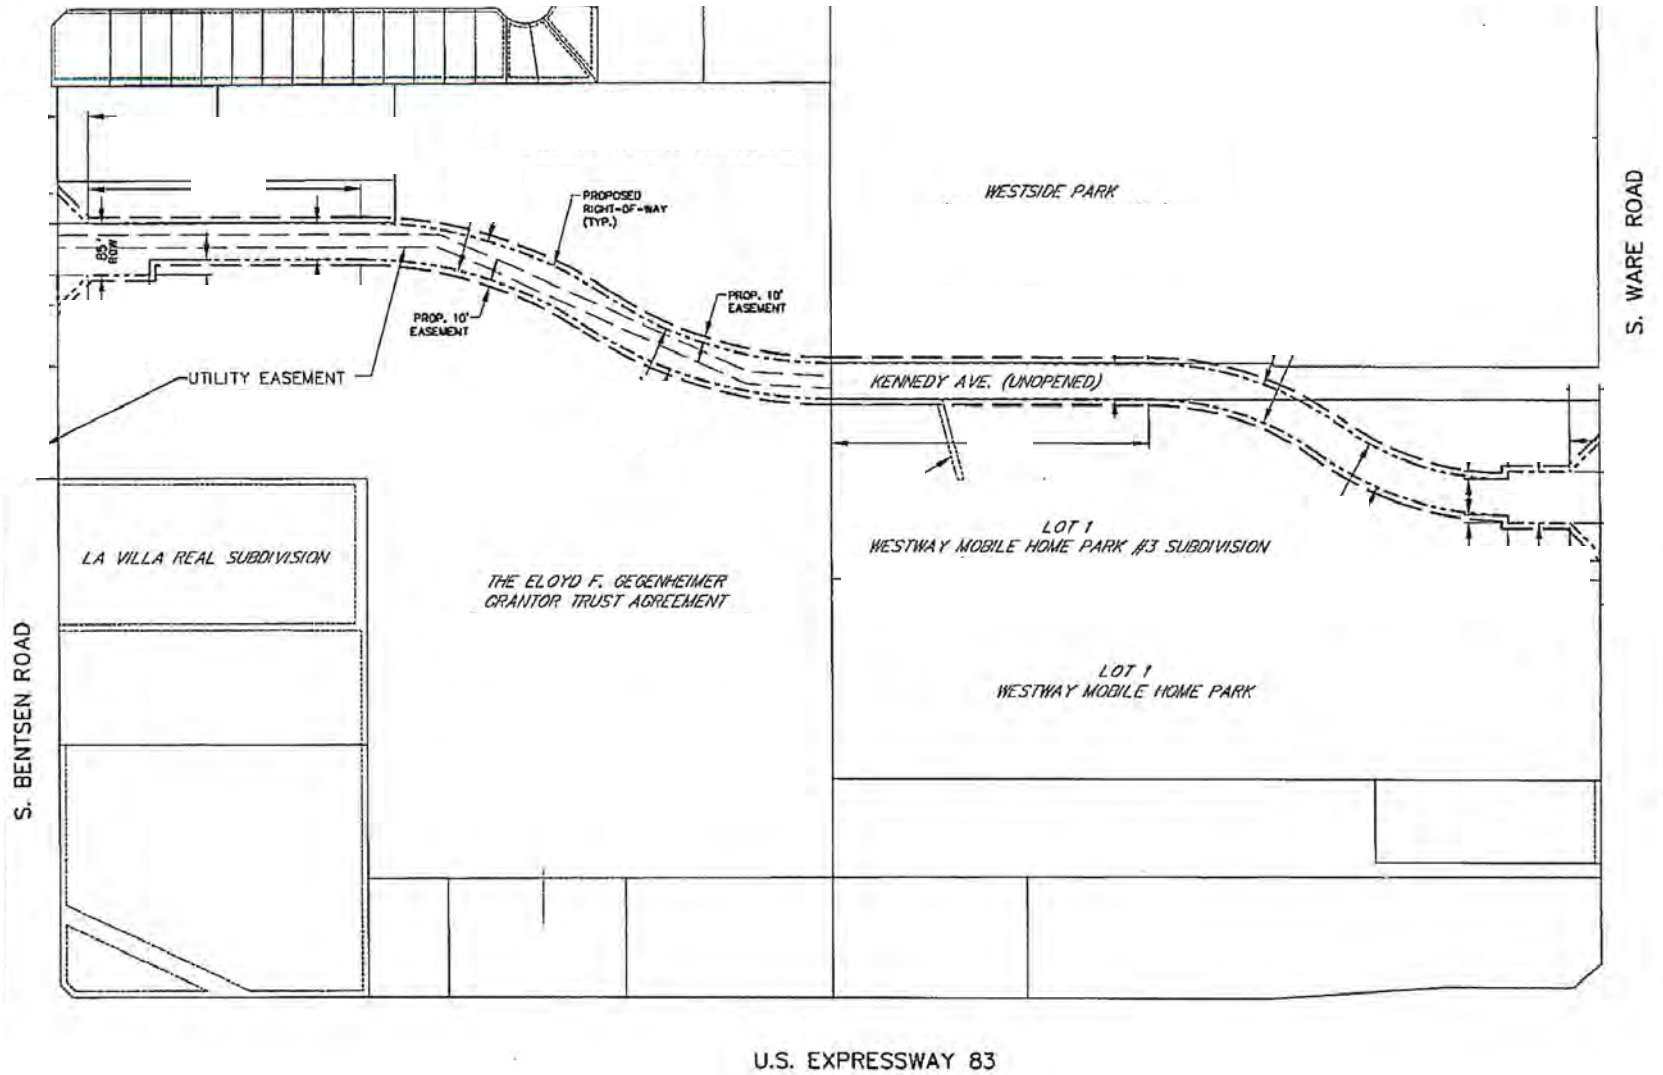 WESTSIDE PARK
PROPOSED
RIGHT-OF-WAY
(TYP.)
85'
ROW
PROP. 10'
EASEMENT
PROP. 10'
EASEMENT
UTILITY EASEMENT
KENNEDY AVE. (UNOPENED)
S. WARE ROAD
LOT 1
WESTWAY MOBILE HOME PARK #3 SUBDIVISION
LA VILLA REAL SUBDIVISION
THE ELOYD F. GEGENHEIMER
GRANTOR TRUST AGREEMENT
LOT 1
WESTWAY MOBILE HOME PARK
S. BENTSEN ROAD
U.S. EXPRESSWAY 83